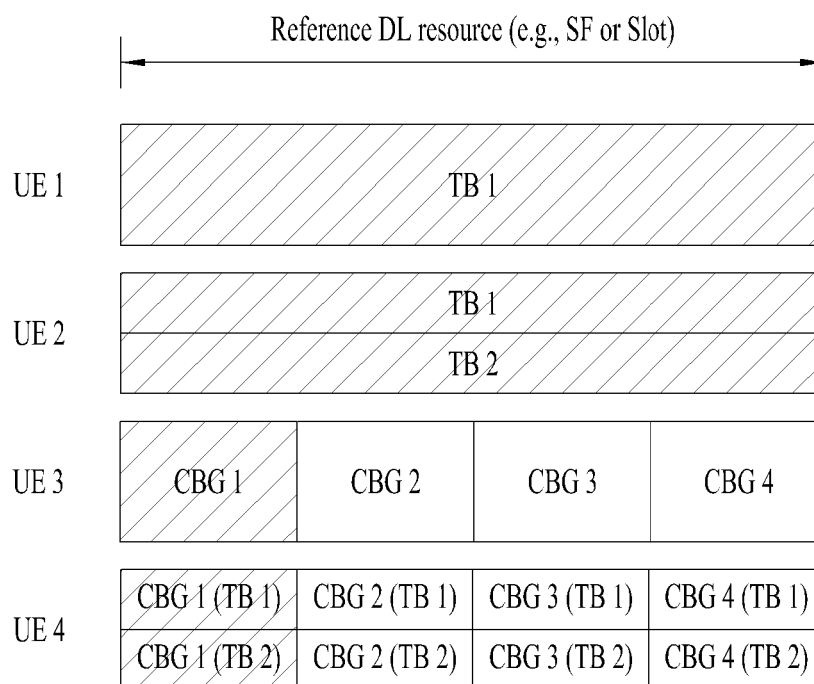 Reference DL resource (e.g., SF or Slot)
UE 1
TB 1
UE 2
TB 1
TB 2
UE 3
CBG 1
CBG 2
CBG 3
CBG 4
UE 4
CBG 1 (TB 1)
CBG 2 (TB 1)
CBG 3 (TB 1)
CBG 4 (TB 1)
CBG 1 (TB 2)
CBG 2 (TB 2)
CBG 3 (TB 2)
CBG 4 (TB 2)